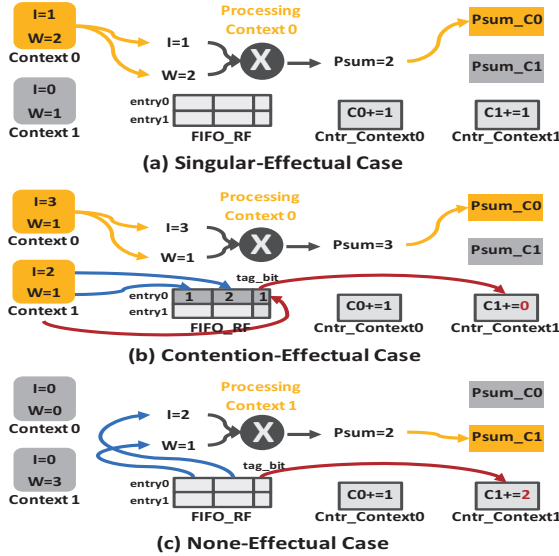 I=1
W=2
Context 0
I=0
W=1
Context 1
Processing
Context 0
I=1
W=2
X
Psum=2
Psum_C0
Psum_C1
entry0
entry1
FIFO_RF
C0+=1
Cntr_Context0
C1+=1
Cntr_Context1
(a) Singular-Effectual Case
I=3
W=1
Context 0
I=2
W=1
Context 1
Processing
Context 0
I=3
W=1
X
Psum=3
Psum_C0
Psum_C1
tag_bit
entry0 1 2 1
entry1
FIFO_RF
C0+=1
Cntr_Context0
C1+=0
Cntr_Context1
(b) Contention-Effectual Case
I=0
W=0
Context 0
I=0
W=3
Context 1
Processing
Context 1
I=2
W=1
X
Psum=2
Psum_C0
Psum_C1
tag_bit
entry0
entry1
FIFO_RF
C0+=1
Cntr_Context0
C1+=2
Cntr_Context1
(c) None-Effectual Case